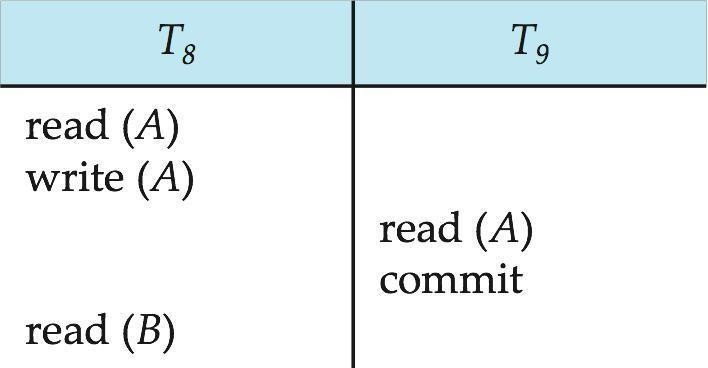 T8 T9
read (A)
write (A)
read (A)
commit
read (B)